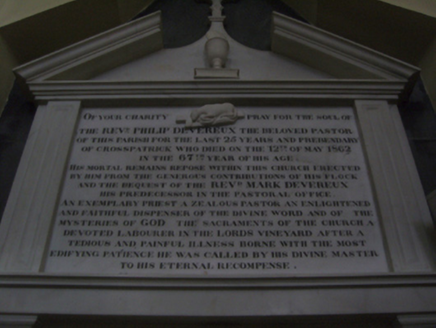 OF YOUR CHARITY PRAY FOR THE SOUL OF
THE REVD. PHILIP DEVEREUX THE BELOVED PASTOR
OF THIS PARISH FOR THE LAST 25 YEARS AND PREBENDARY
OF CROSSPATRICK WHO DIED ON THE 12TH OF MAY 1862
IN THE 67TH YEAR OF HIS AGE.
HIS MORTAL REMAINS REPOSE WITHIN THIS CHURCH ERECTED
BY HIM FROM THE GENEROUS CONTRIBUTIONS OF HIS FLOCK
AND THE BEQUEST OF THE REVD. MARK DEVEREUX
HIS PREDECESSOR IN THE PASTORAL OFFICE.
AN EXEMPLARY PRIEST A ZEALOUS PASTOR AN ENLIGHTENED
AND FAITHFUL DISPENSER OF THE DIVINE WORD AND OF THE
MYSTERIES OF GOD THE SACRAMENTS OF THE CHURCH A
DEVOTED LABOURER IN THE LORDS VINEYARD AFTER A
TEDIOUS AND PAINFUL ILLNESS BORNE WITH THE MOST
EDIFYING PATIENCE HE WAS CALLED BY HIS DIVINE MASTER
TO HIS ETERNAL RECOMPENSE.